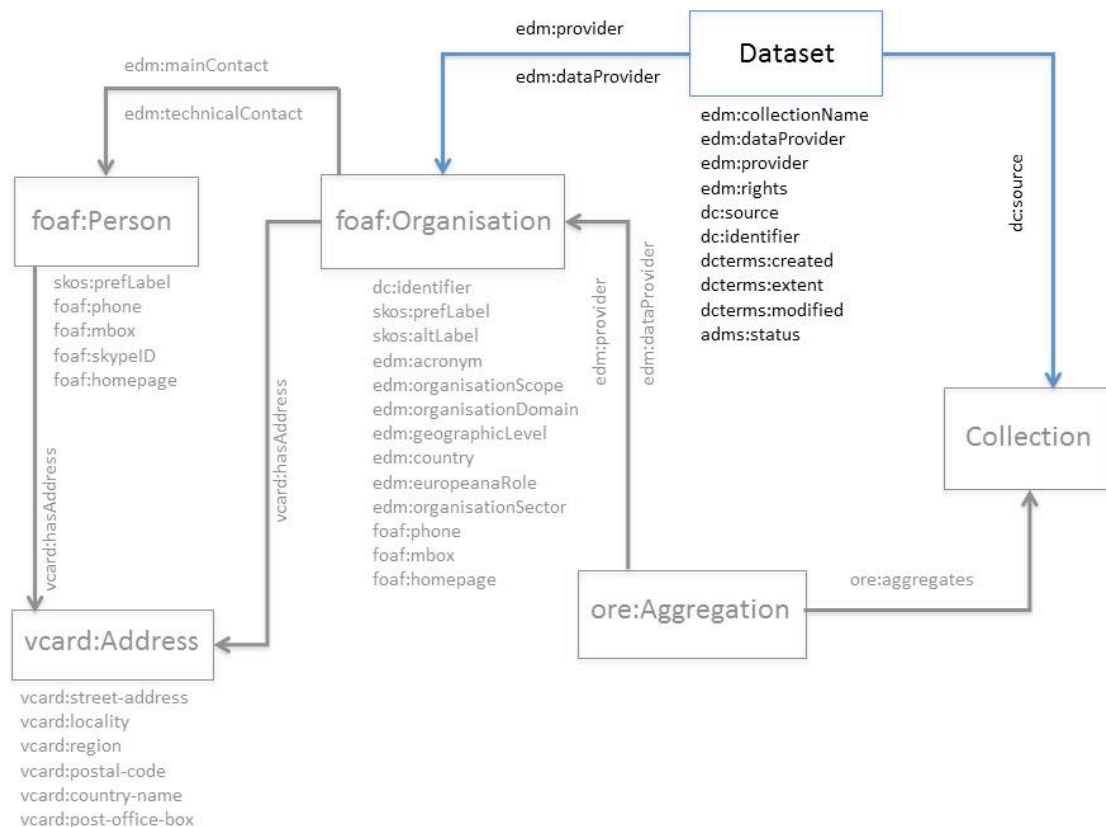 edm:provider
edm:dataProvider
Dataset
edm:collectionName
edm:dataProvider
edm:provider
edm:rights
dc:source
dc:identifier
dcterms:created
dcterms:extent
dcterms:modified
adms:status
dc:source
edm:mainContact
edm:technicalContact
foaf:Person
skos:prefLabel
foaf:phone
foaf:mbox
foaf:skypeID
foaf:homepage
foaf:Organisation
dc:identifier
skos:prefLabel
skos:altLabel
edm:acronym
edm:organisationScope
edm:organisationDomain
edm:geographicLevel
edm:country
edm:europeanaRole
edm:organisationSector
foaf:phone
foaf:mbox
foaf:homepage
edm:provider
edm:dataProvider
Collection
vcard:hasAddress
vcard:hasAddress
ore:Aggregation
ore:aggregates
vcard:Address
vcard:street-address
vcard:locality
vcard:region
vcard:postal-code
vcard:country-name
vcard:post-office-box